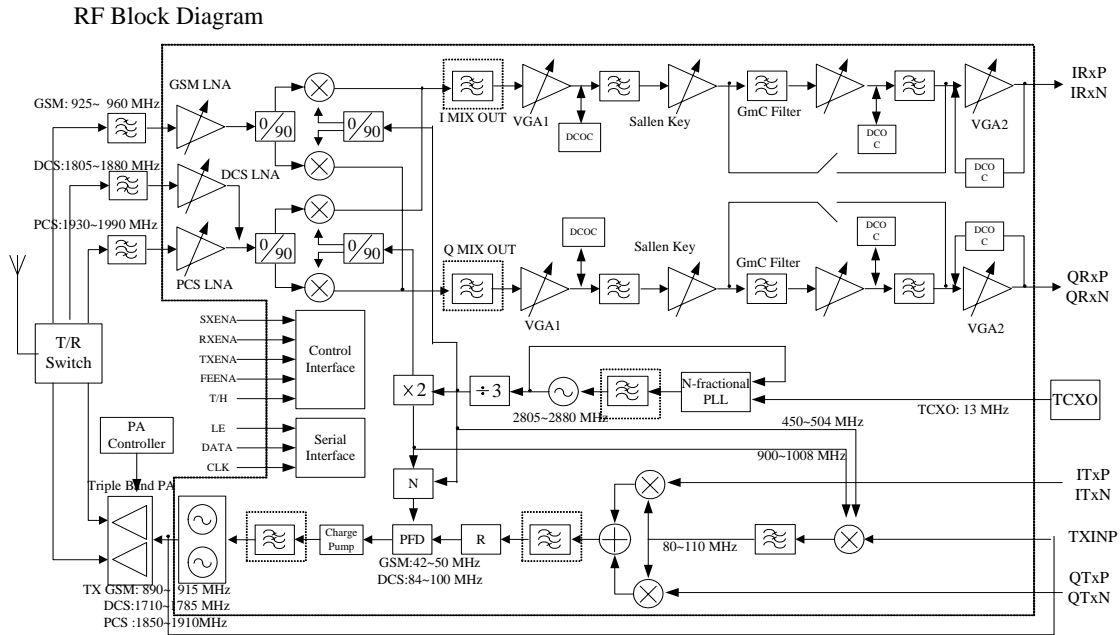 RF Block Diagram
GSM LNA
GSM: 925~ 960 MHz
0/90
0/90
I MIX OUT
VGA1
DCOC
Sallen Key
GmC Filter
DCO
C
VGA2
DCO
C
IRxP
IRxN
DCS:1805~1880 MHz
DCS LNA
PCS:1930~1990 MHz
0/90
0/90
PCS LNA
Q MIX OUT
VGA1
DCOC
Sallen Key
GmC Filter
DCO
C
DCO
C
VGA2
QRxP
QRxN
T/R
Switch
SXENA
RXENA
TXENA
FEENA
T/H
Control
Interface
LE
DATA
CLK
Serial
Interface
×2
÷3
2805~2880 MHz
N-fractional
PLL
TCXO: 13 MHz
TCXO
450~504 MHz
900~1008 MHz
PA
Controller
Triple Band PA
N
Charge
Pump
PFD
R
GSM:42~50 MHz
DCS:84~100 MHz
80~110 MHz
ITxP
ITxN
TXINP
QTxP
QTxN
TX GSM: 890~ 915 MHz
DCS:1710~1785 MHz
PCS :1850~1910MHz